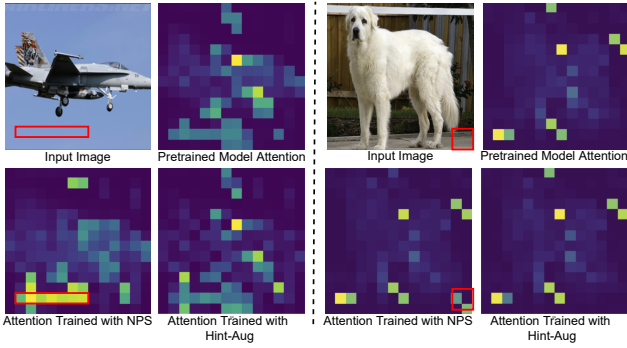 Input Image
Pretrained Model Attention
Input Image
Pretrained Model Attention
Attention Trained with NPS
Attention Trained with
Hint-Aug
Attention Trained with NPS
Attention Trained with
Hint-Aug